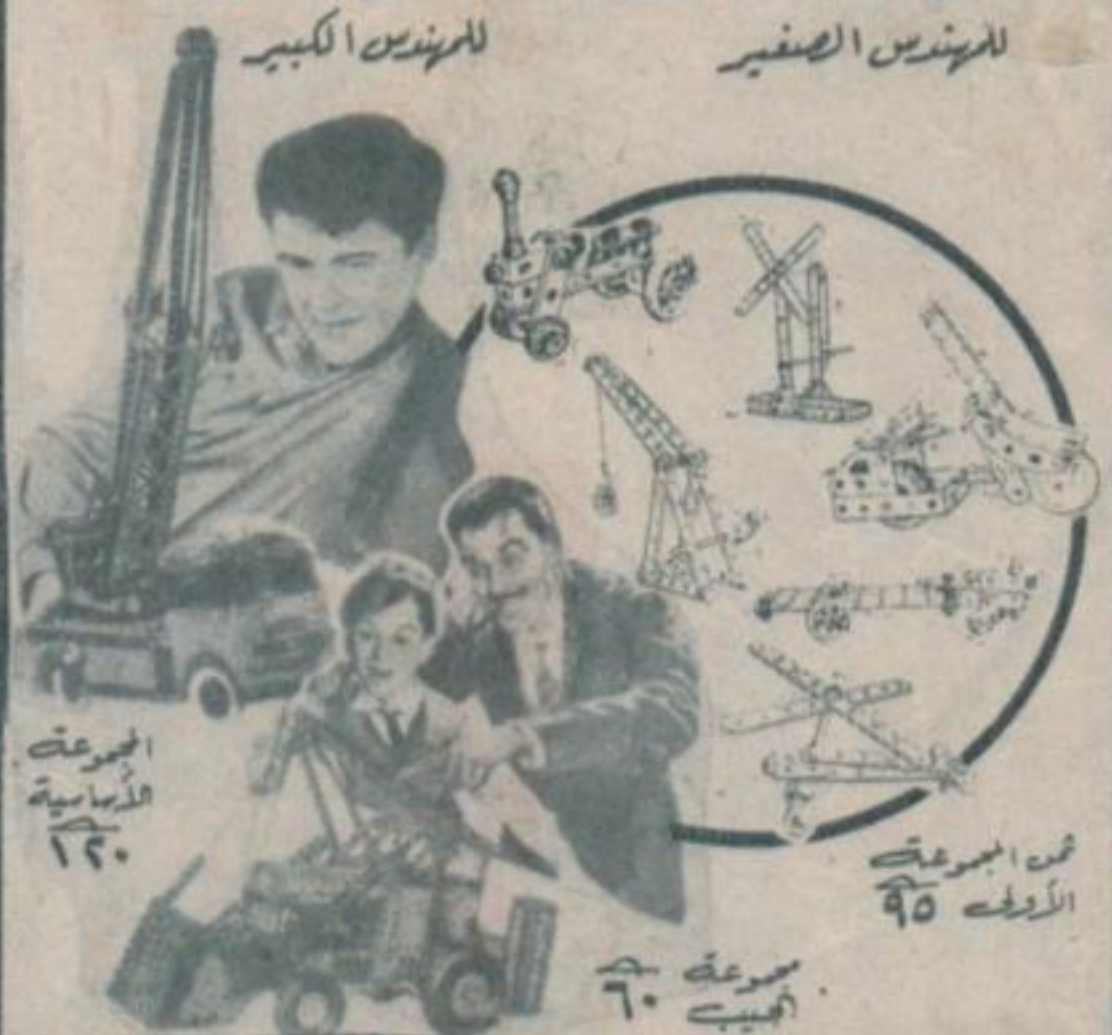 للمهندس الصغير
للمهندس الكبير
المجموعة
الأساسية
١٢٠
ثمن المجموعة
الأولى ٩٥
مجموعة
الجيب ٦٠